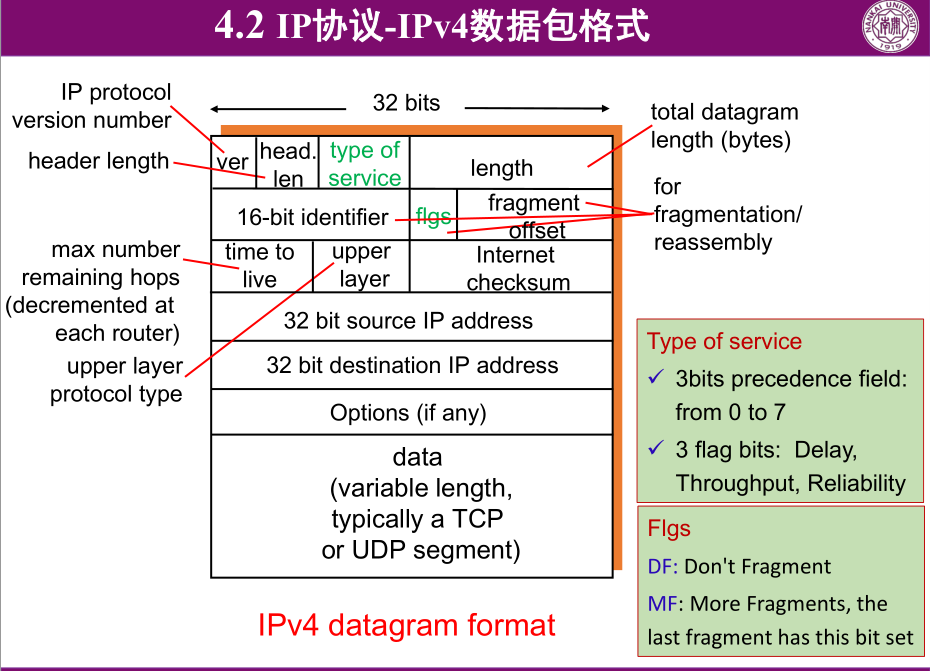 4.2 IP协议-IPv4数据包格式
NANKAI UNIVERSITY
南開
1919
IP protocol
version number
header length
max number
remaining hops
(decremented at
each router)
upper layer
protocol type
32 bits
ver
head.
len
type of
service
length
16-bit identifier
flgs
fragment
offset
time to
live
upper
layer
Internet
checksum
32 bit source IP address
32 bit destination IP address
Options (if any)
data
(variable length,
typically a TCP
or UDP segment)
IPv4 datagram format
total datagram
length (bytes)
for
fragmentation/
reassembly
Type of service
✓ 3bits precedence field:
from 0 to 7
✓ 3 flag bits: Delay,
Throughput, Reliability
Flgs
DF: Don't Fragment
MF: More Fragments, the
last fragment has this bit set